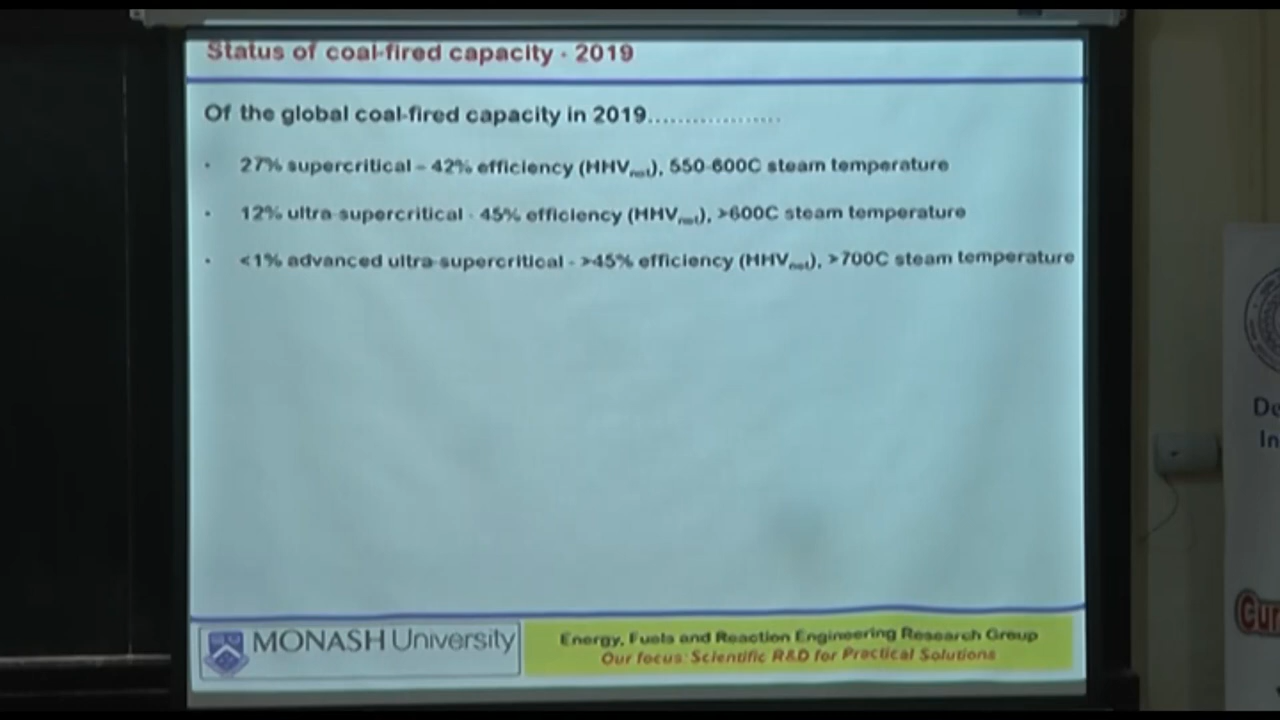 Status of coal-fired capacity - 2019
Of the global coal-fired capacity in 2019..................
· 27% supercritical – 42% efficiency (HHVnet), 550-600C steam temperature
· 12% ultra-supercritical - 45% efficiency (HHVnet), >600C steam temperature
· <1% advanced ultra-supercritical - >45% efficiency (HHVnet), >700C steam temperature
MONASH University
Energy, Fuels and Reaction Engineering Research Group
Our focus: Scientific R&D for Practical Solutions
De
In